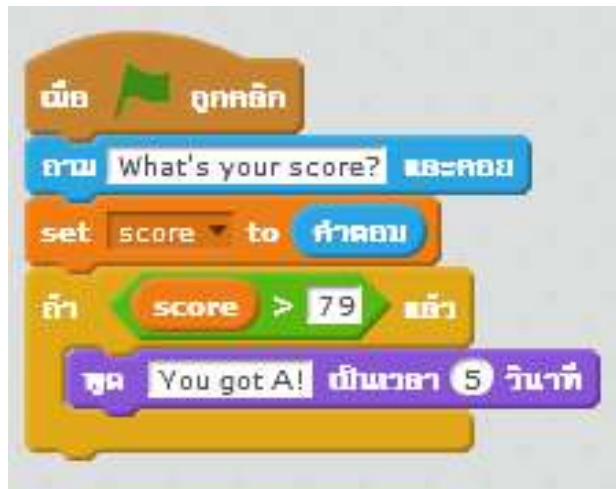 เมื่อ ถูกคลิก
ถาม What's your score? และคอย
set score to คำตอบ
ถ้า score > 79 แล้ว
พูด You got A! เป็นเวลา 5 วินาที